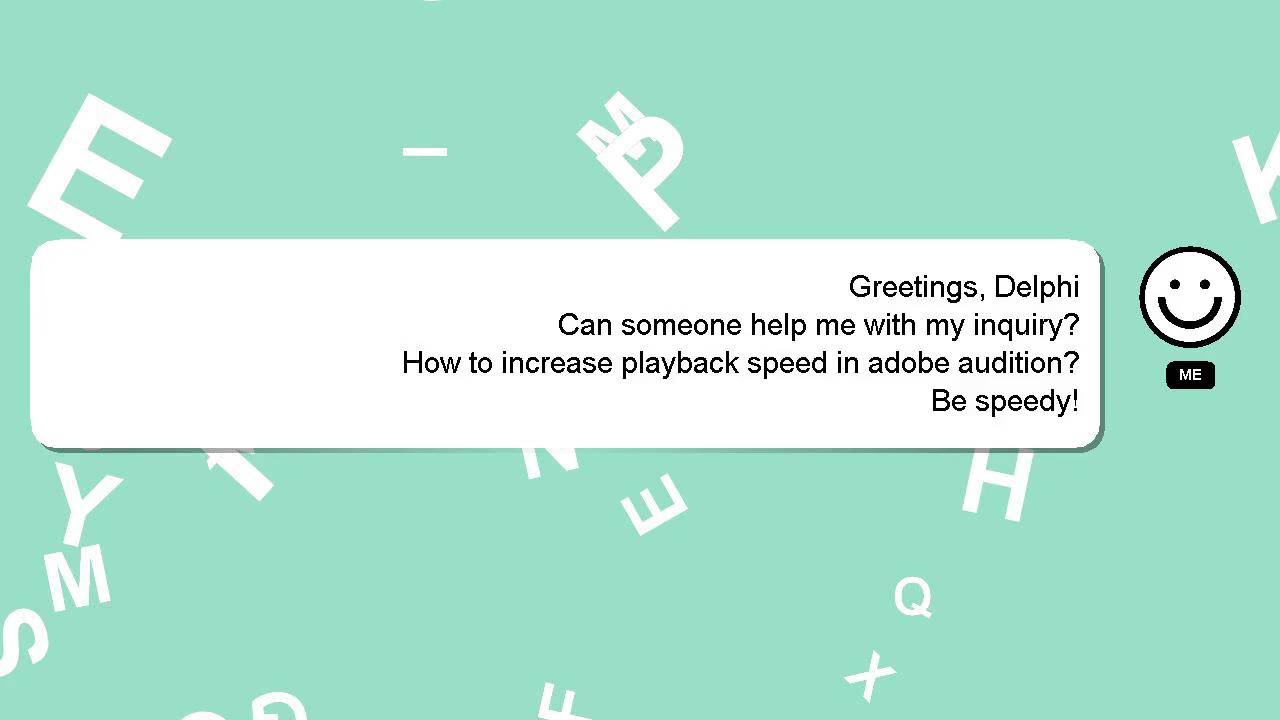 E
M
P
K
Greetings, Delphi
Can someone help me with my inquiry?
How to increase playback speed in adobe audition?
Be speedy!
ME
Y
N
E
H
M
Q
S
X
G
F